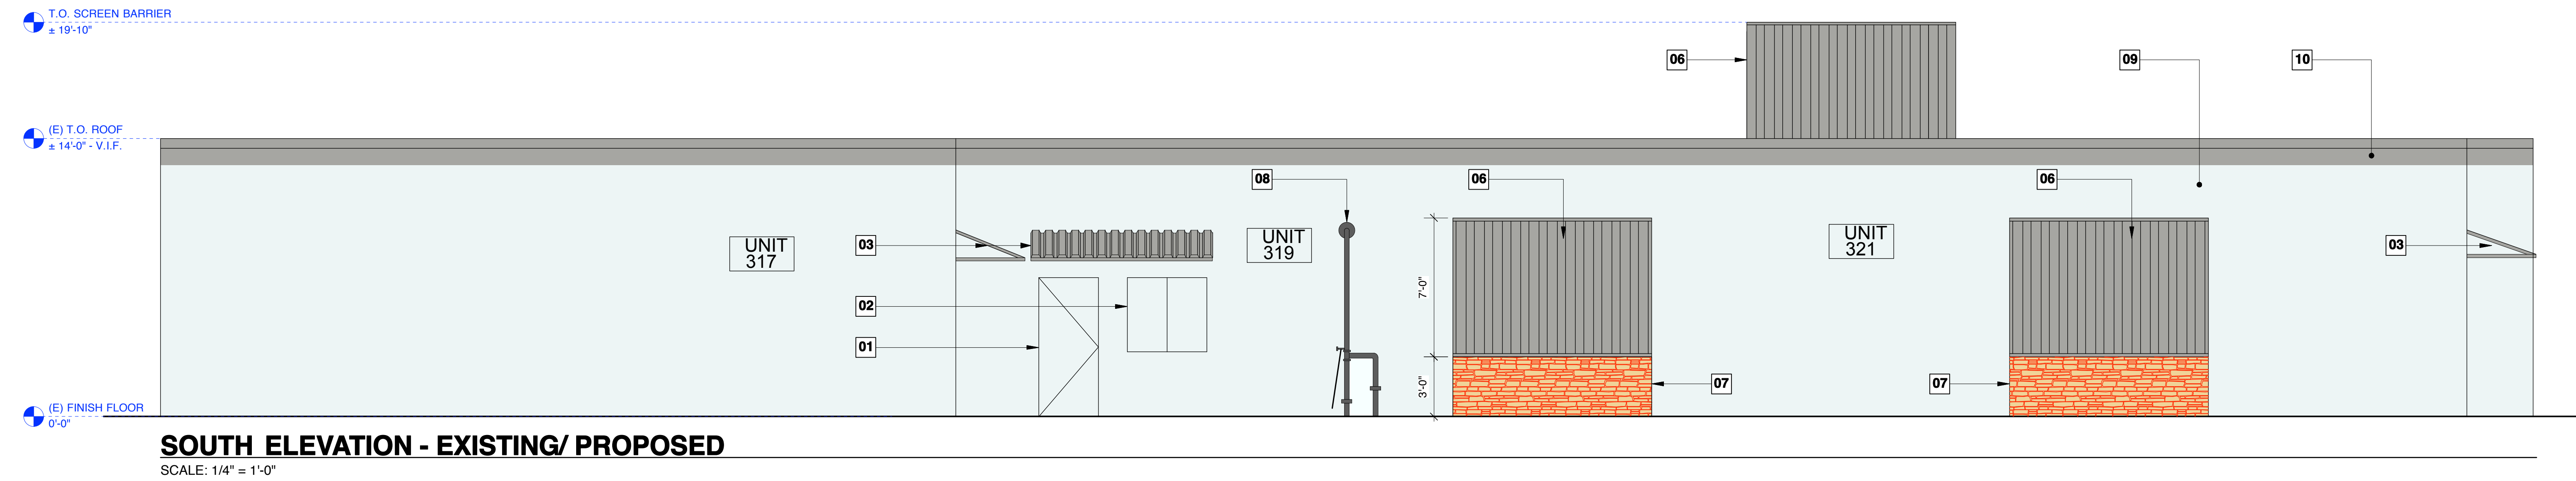 T.O. SCREEN BARRIER
± 19'-10"
06
09
10
(E) T.O. ROOF
± 14'-0" - V.I.F.
08
06
06
UNIT
317
03
UNIT
319
UNIT
321
03
02
7'-0"
01
3'-0"
07
07
(E) FINISH FLOOR
0'-0"
SOUTH ELEVATION - EXISTING/ PROPOSED
SCALE: 1/4" = 1'-0"